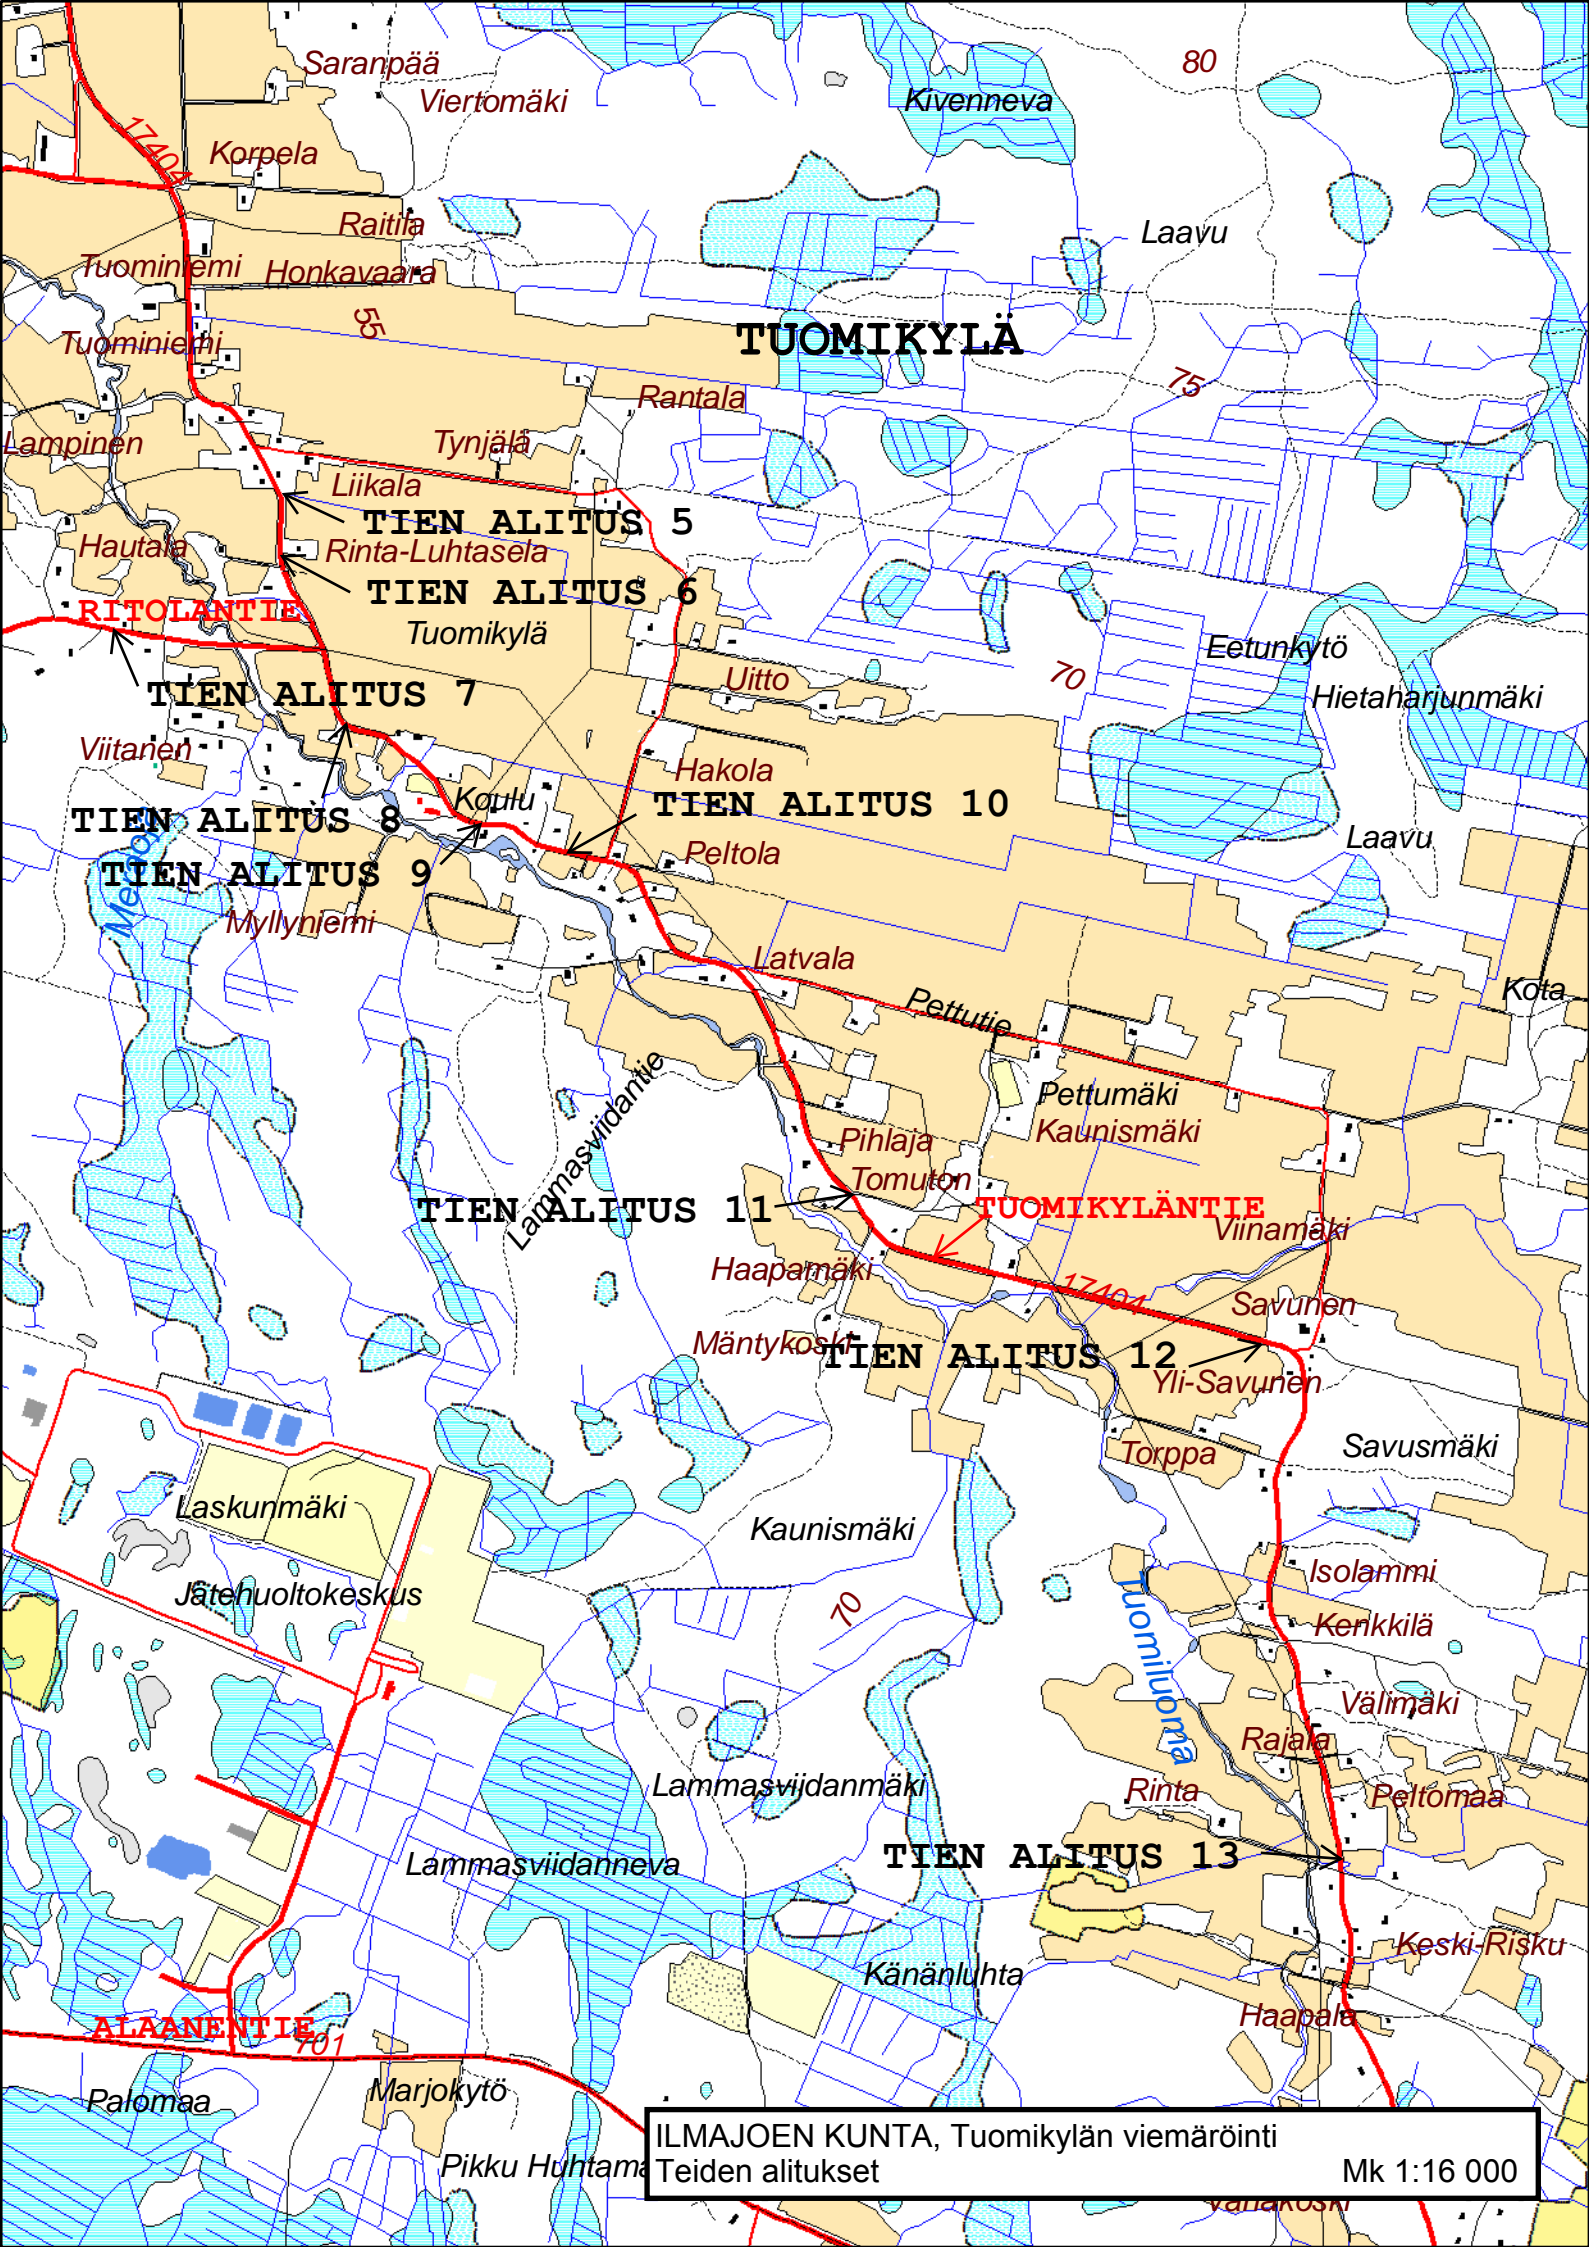 Saranpää
80
Viertomäki
Kivenneva
17404
Korpela
Raitila
Laavu
Tuominiemi
Honkavaara
55
Tuominiemi
TUOMIKYLÄ
75
Rantala
Lampinen
Tynjälä
Liikala
TIEN ALITUS 5
Hautala
Rinta-Luhtasela
TIEN ALITUS 6
RITOLANTIE
Tuomikylä
Eetunkytö
70
Uitto
TIEN ALITUS 7
Hietaharjunmäki
Viitanen
Hakola
Koulu
TIEN ALITUS 10
TIEN ALITUS 8
Laavu
Peltola
TIEN ALITUS 9
Myllyniemi
Latvala
Kota
Pettutie
Lammasviidantie
Pettumäki
Kaunismäki
Pihlaja
Tomuton
TIEN ALITUS 11
TUOMIKYLÄNTIE
Viinamäki
Haapamäki
17404
Savunen
Mäntykoski
TIEN ALITUS 12
Yli-Savunen
Torppa
Savusmäki
Laskunmäki
Kaunismäki
Isolammi
Jätehuoltokeskus
70
Tuomiluoma
Kenkkilä
Välimäki
Rajala
Lammasviidanmäki
Rinta
Peltomaa
TIEN ALITUS 13
Lammasviidanneva
Keski-Risku
Känänluhta
Haapala
ALAANENTIE
701
Marjokytö
Palomaa
ILMAJOEN KUNTA, Tuomikylän viemäröinti
Pikku Huhtamä
Teiden alitukset
Mk 1:16 000